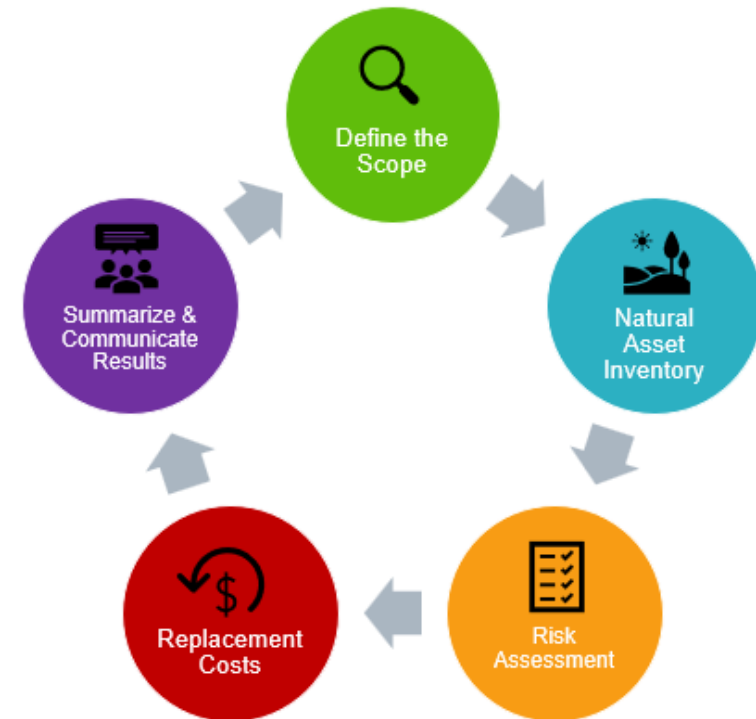 Define the
Scope
Natural
Asset
Inventory
Risk
Assessment
$
Replacement
Costs
Summarize &
Communicate
Results